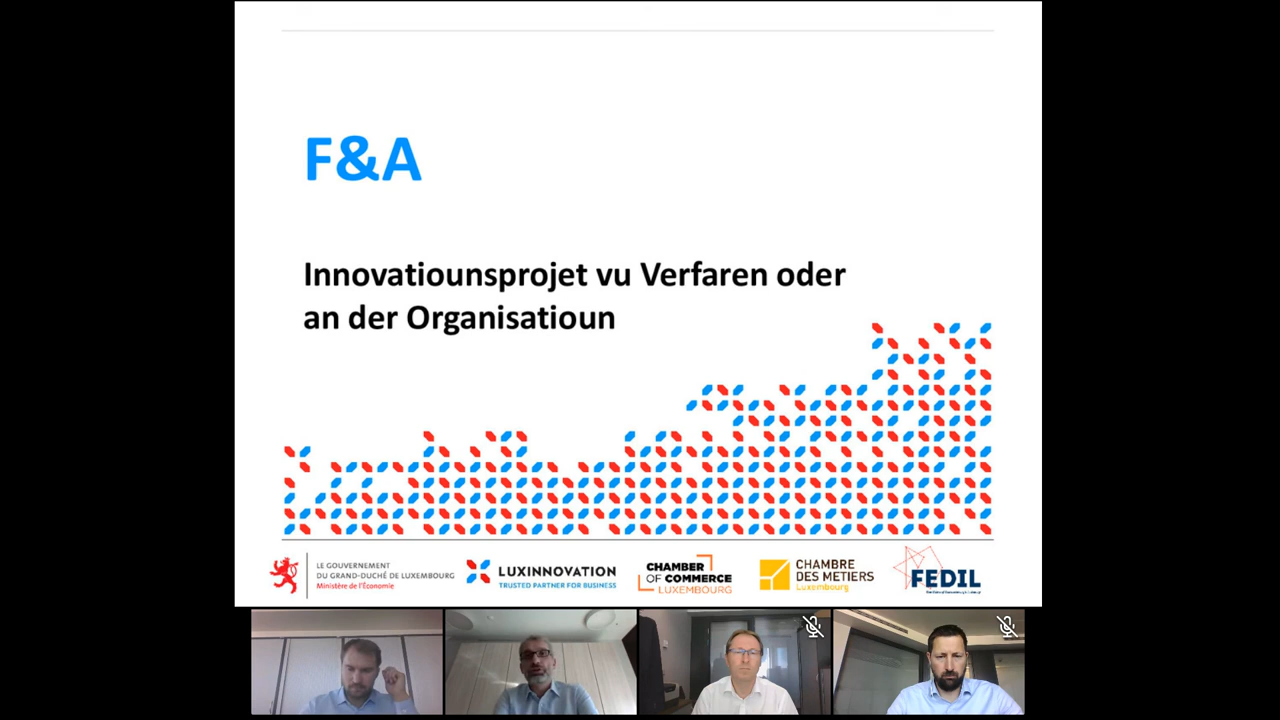 F&A
Innovatiounsprojet vu Verfaren oder
an der Organisatioun
LE GOUVERNEMENT
DU GRAND-DUCHÉ DE LUXEMBOURG
Ministère de l'Économie
LUXINNOVATION
TRUSTED PARTNER FOR BUSINESS
CHAMBER
OF COMMERCE
LUXEMBOURG
CHAMBRE
DES METIERS
Luxembourg
FEDIL